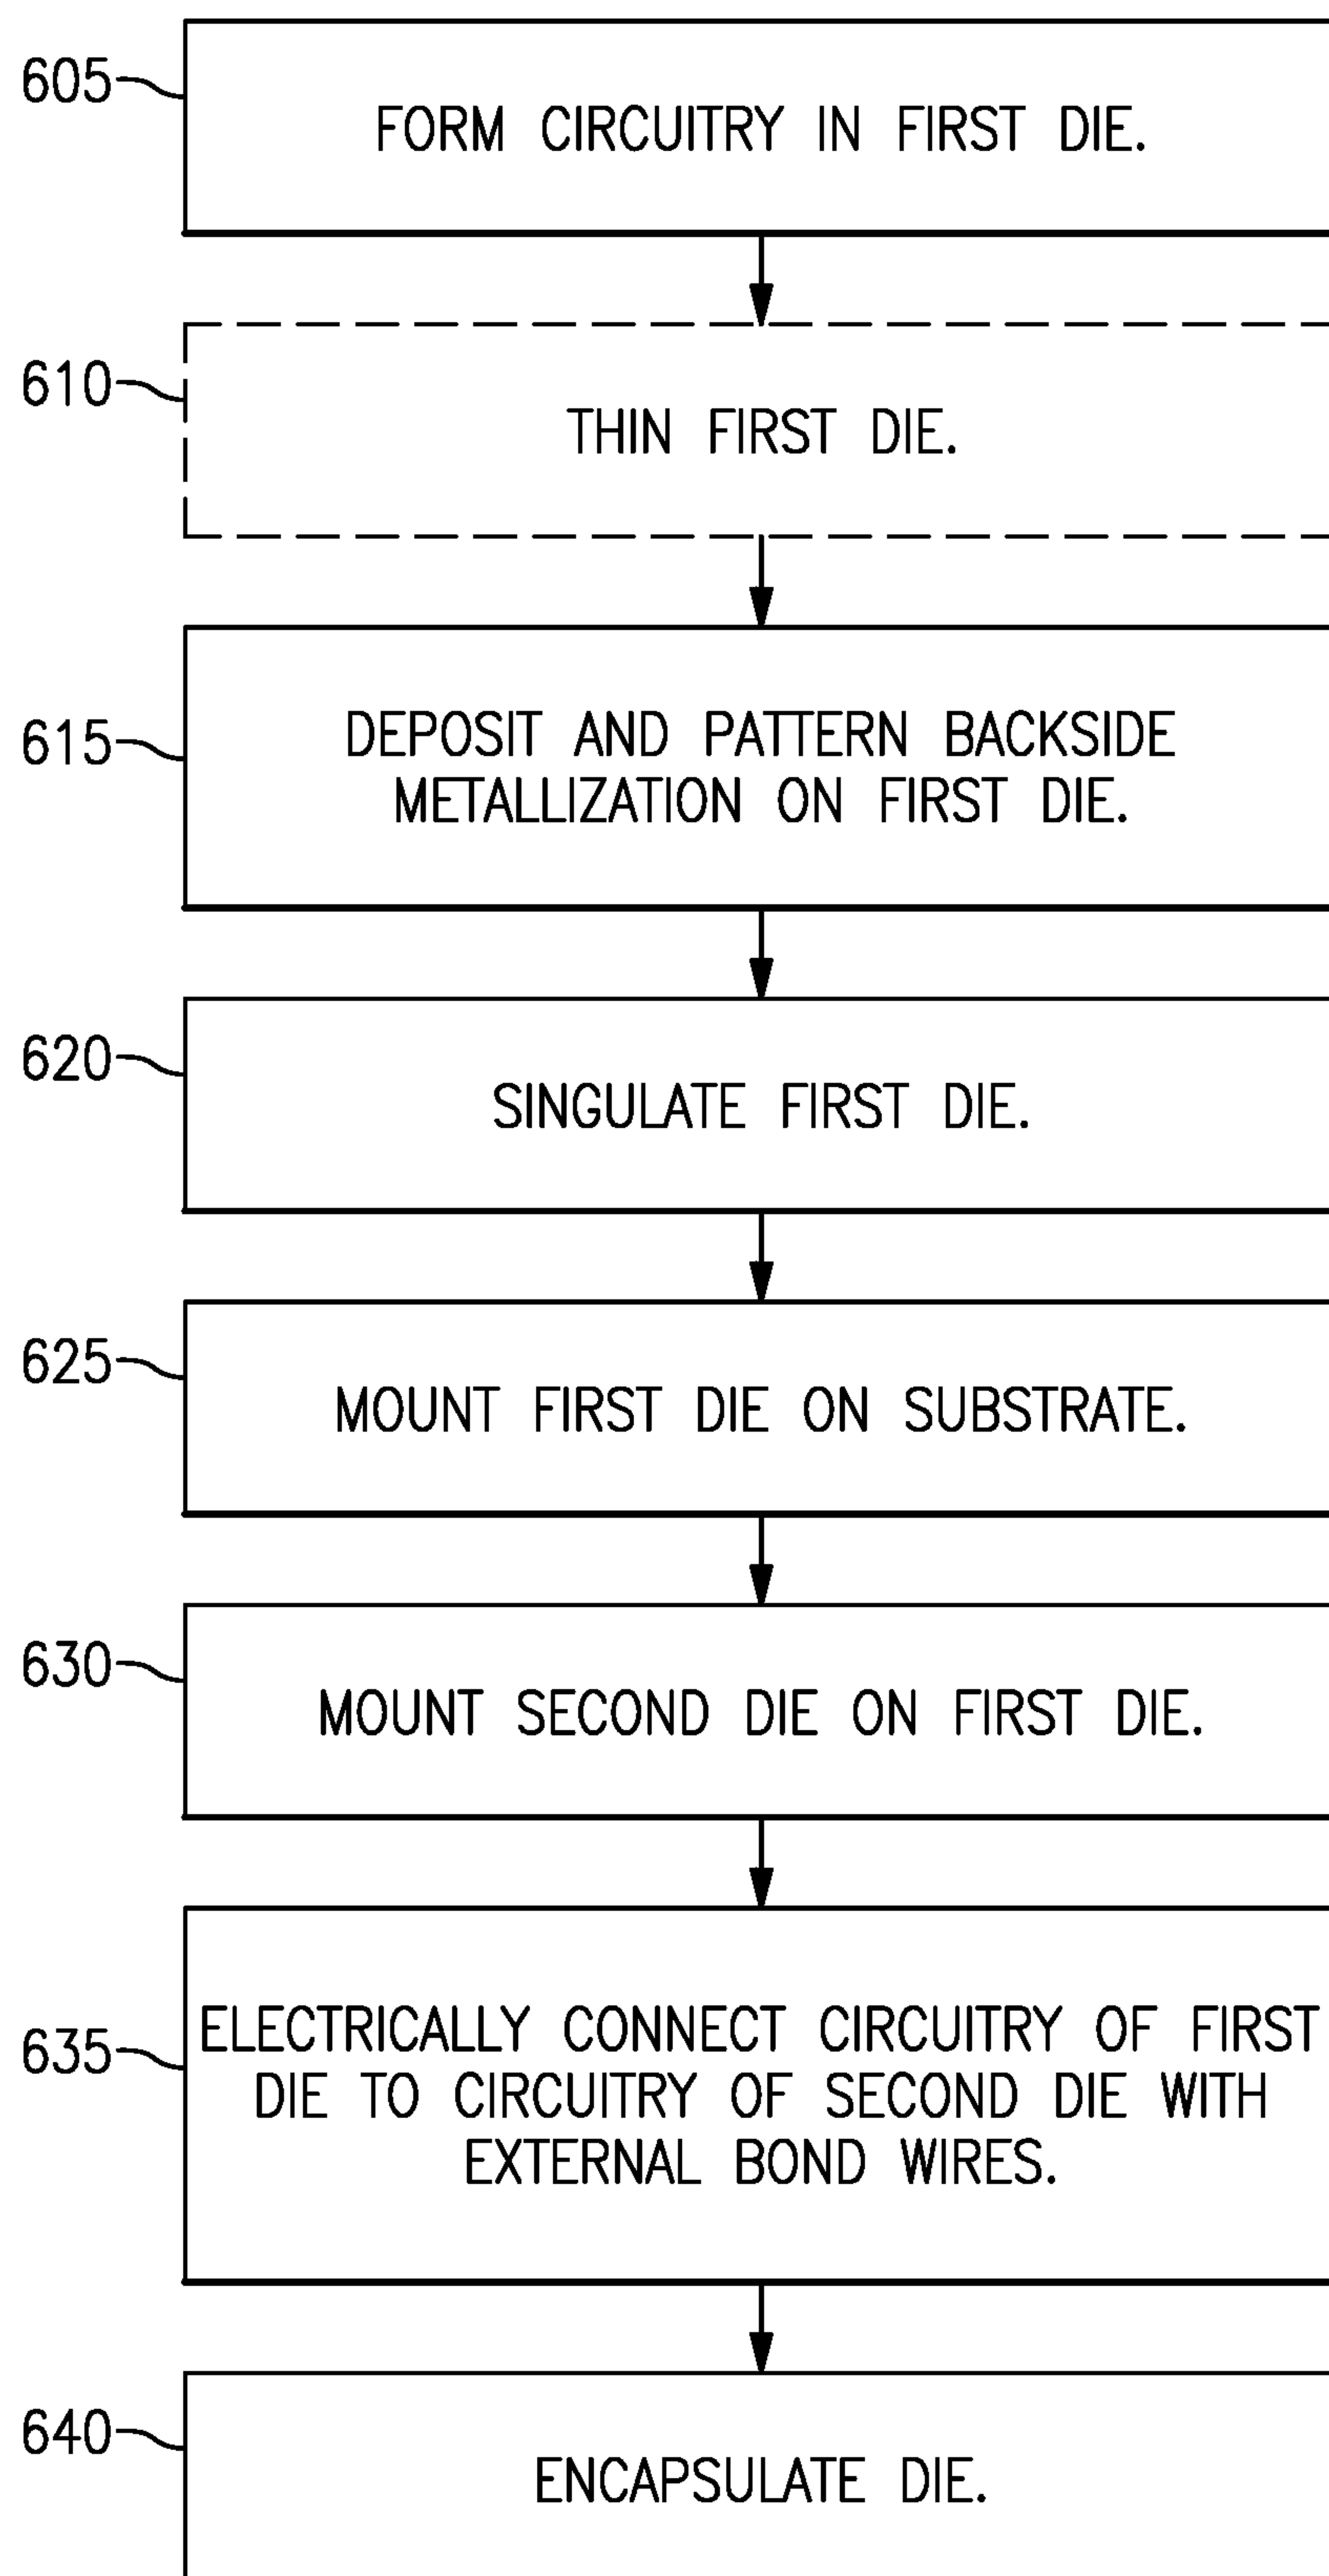 605
FORM CIRCUITRY IN FIRST DIE.
610
THIN FIRST DIE.
615
DEPOSIT AND PATTERN BACKSIDE
METALLIZATION ON FIRST DIE.
620
SINGULATE FIRST DIE.
625
MOUNT FIRST DIE ON SUBSTRATE.
630
MOUNT SECOND DIE ON FIRST DIE.
635
ELECTRICALLY CONNECT CIRCUITRY OF FIRST
DIE TO CIRCUITRY OF SECOND DIE WITH
EXTERNAL BOND WIRES.
640
ENCAPSULATE DIE.